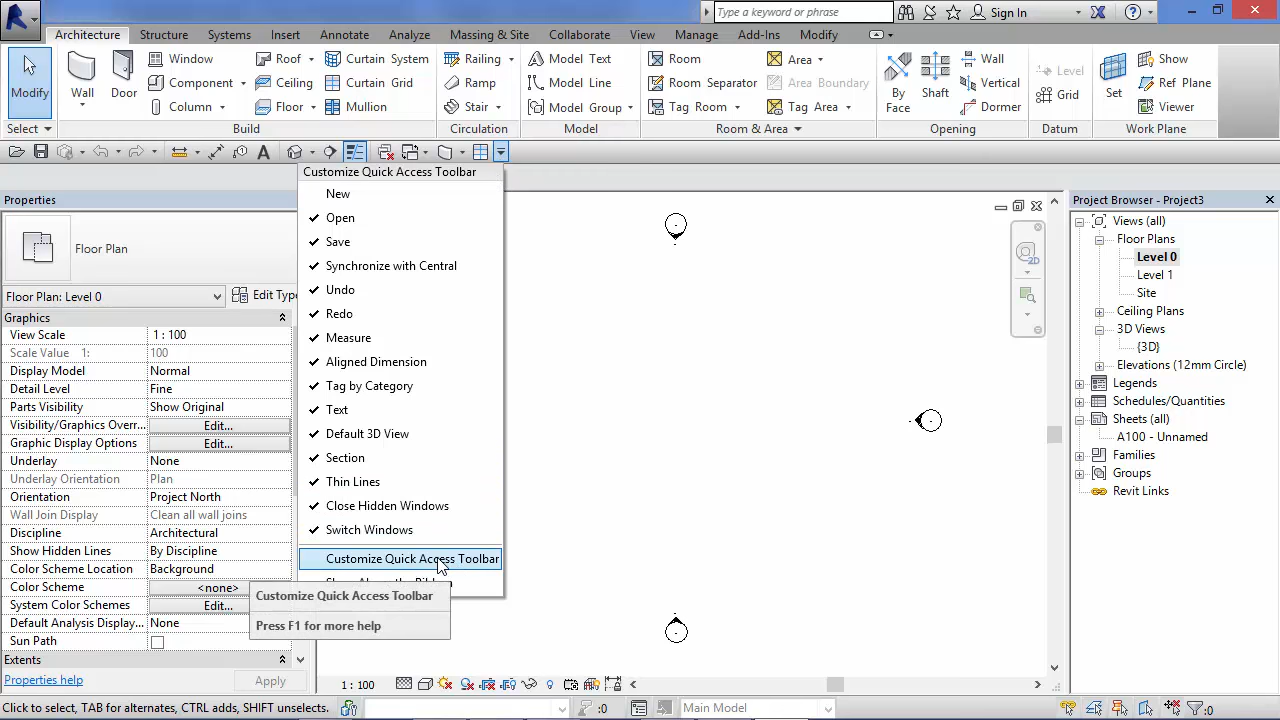 Type a keyword or phrase
Sign In
Architecture Structure Systems Insert Annotate Analyze Massing & Site Collaborate View Manage Add-Ins Modify
Modify
Wall
Door
Window
Component
Column
Roof
Ceiling
Floor
Curtain System
Curtain Grid
Mullion
Railing
Ramp
Stair
Model Text
Model Line
Model Group
Room
Room Separator
Tag Room
Area
Area Boundary
Tag Area
By
Face
Shaft
Wall
Vertical
Dormer
Level
Grid
Set
Show
Ref Plane
Viewer
Select
Build
Circulation
Model
Room & Area
Opening
Datum
Work Plane
Customize Quick Access Toolbar
New
Open
Save
Synchronize with Central
Undo
Redo
Measure
Aligned Dimension
Tag by Category
Text
Default 3D View
Section
Thin Lines
Close Hidden Windows
Switch Windows
Customize Quick Access Toolbar
Customize Quick Access Toolbar
Press F1 for more help
Properties
Floor Plan
Floor Plan: Level 0
Edit Type
Graphics
View Scale 1 : 100
Scale Value 1: 100
Display Model Normal
Detail Level Fine
Parts Visibility Show Original
Visibility/Graphics Over... Edit...
Graphic Display Options Edit...
Underlay None
Underlay Orientation Plan
Orientation Project North
Wall Join Display Clean all wall joins
Discipline Architectural
Show Hidden Lines By Discipline
Color Scheme Location Background
Color Scheme <none>
System Color Schemes Edit...
Default Analysis Display... None
Sun Path
Extents
Properties help
Apply
2D
Project Browser - Project3
Views (all)
Floor Plans
Level 0
Level 1
Site
Ceiling Plans
3D Views
{3D}
Elevations (12mm Circle)
Legends
Schedules/Quantities
Sheets (all)
A100 - Unnamed
Families
Groups
Revit Links
1 : 100
Click to select, TAB for alternates, CTRL adds, SHIFT unselects.
:0
Main Model
:0